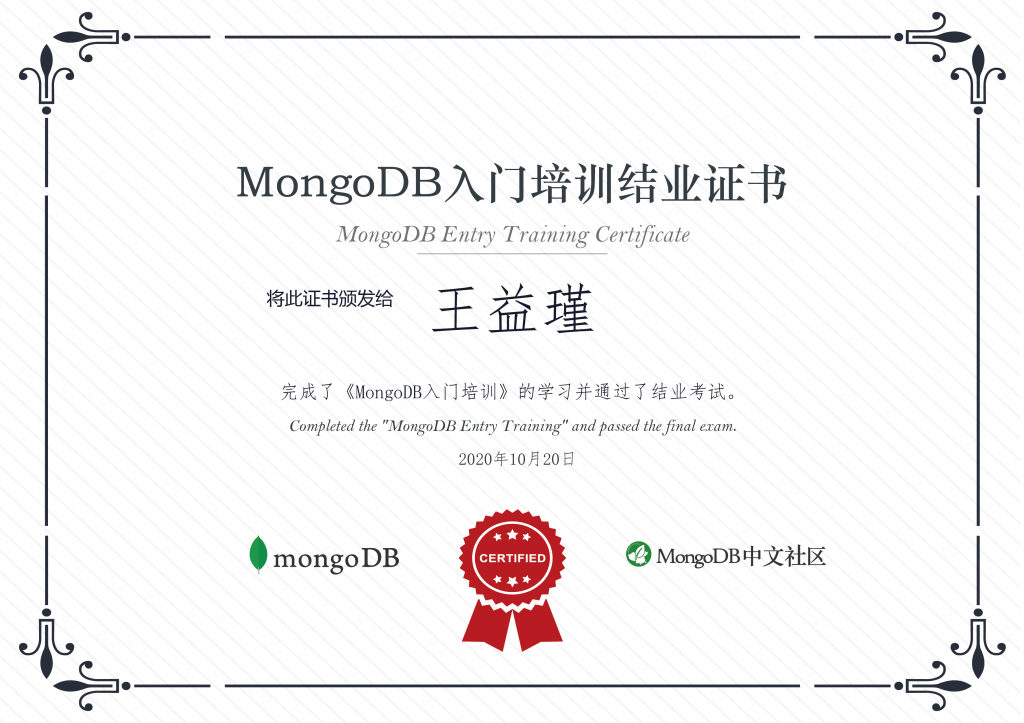 MongoDB入门培训结业证书
MongoDB Entry Training Certificate
将此证书颁发给 王益瑾
完成了《MongoDB入门培训》的学习并通过了结业考试。
Completed the "MongoDB Entry Training" and passed the final exam.
2020年10月20日
mongoDB
CERTIFIED
MongoDB中文社区